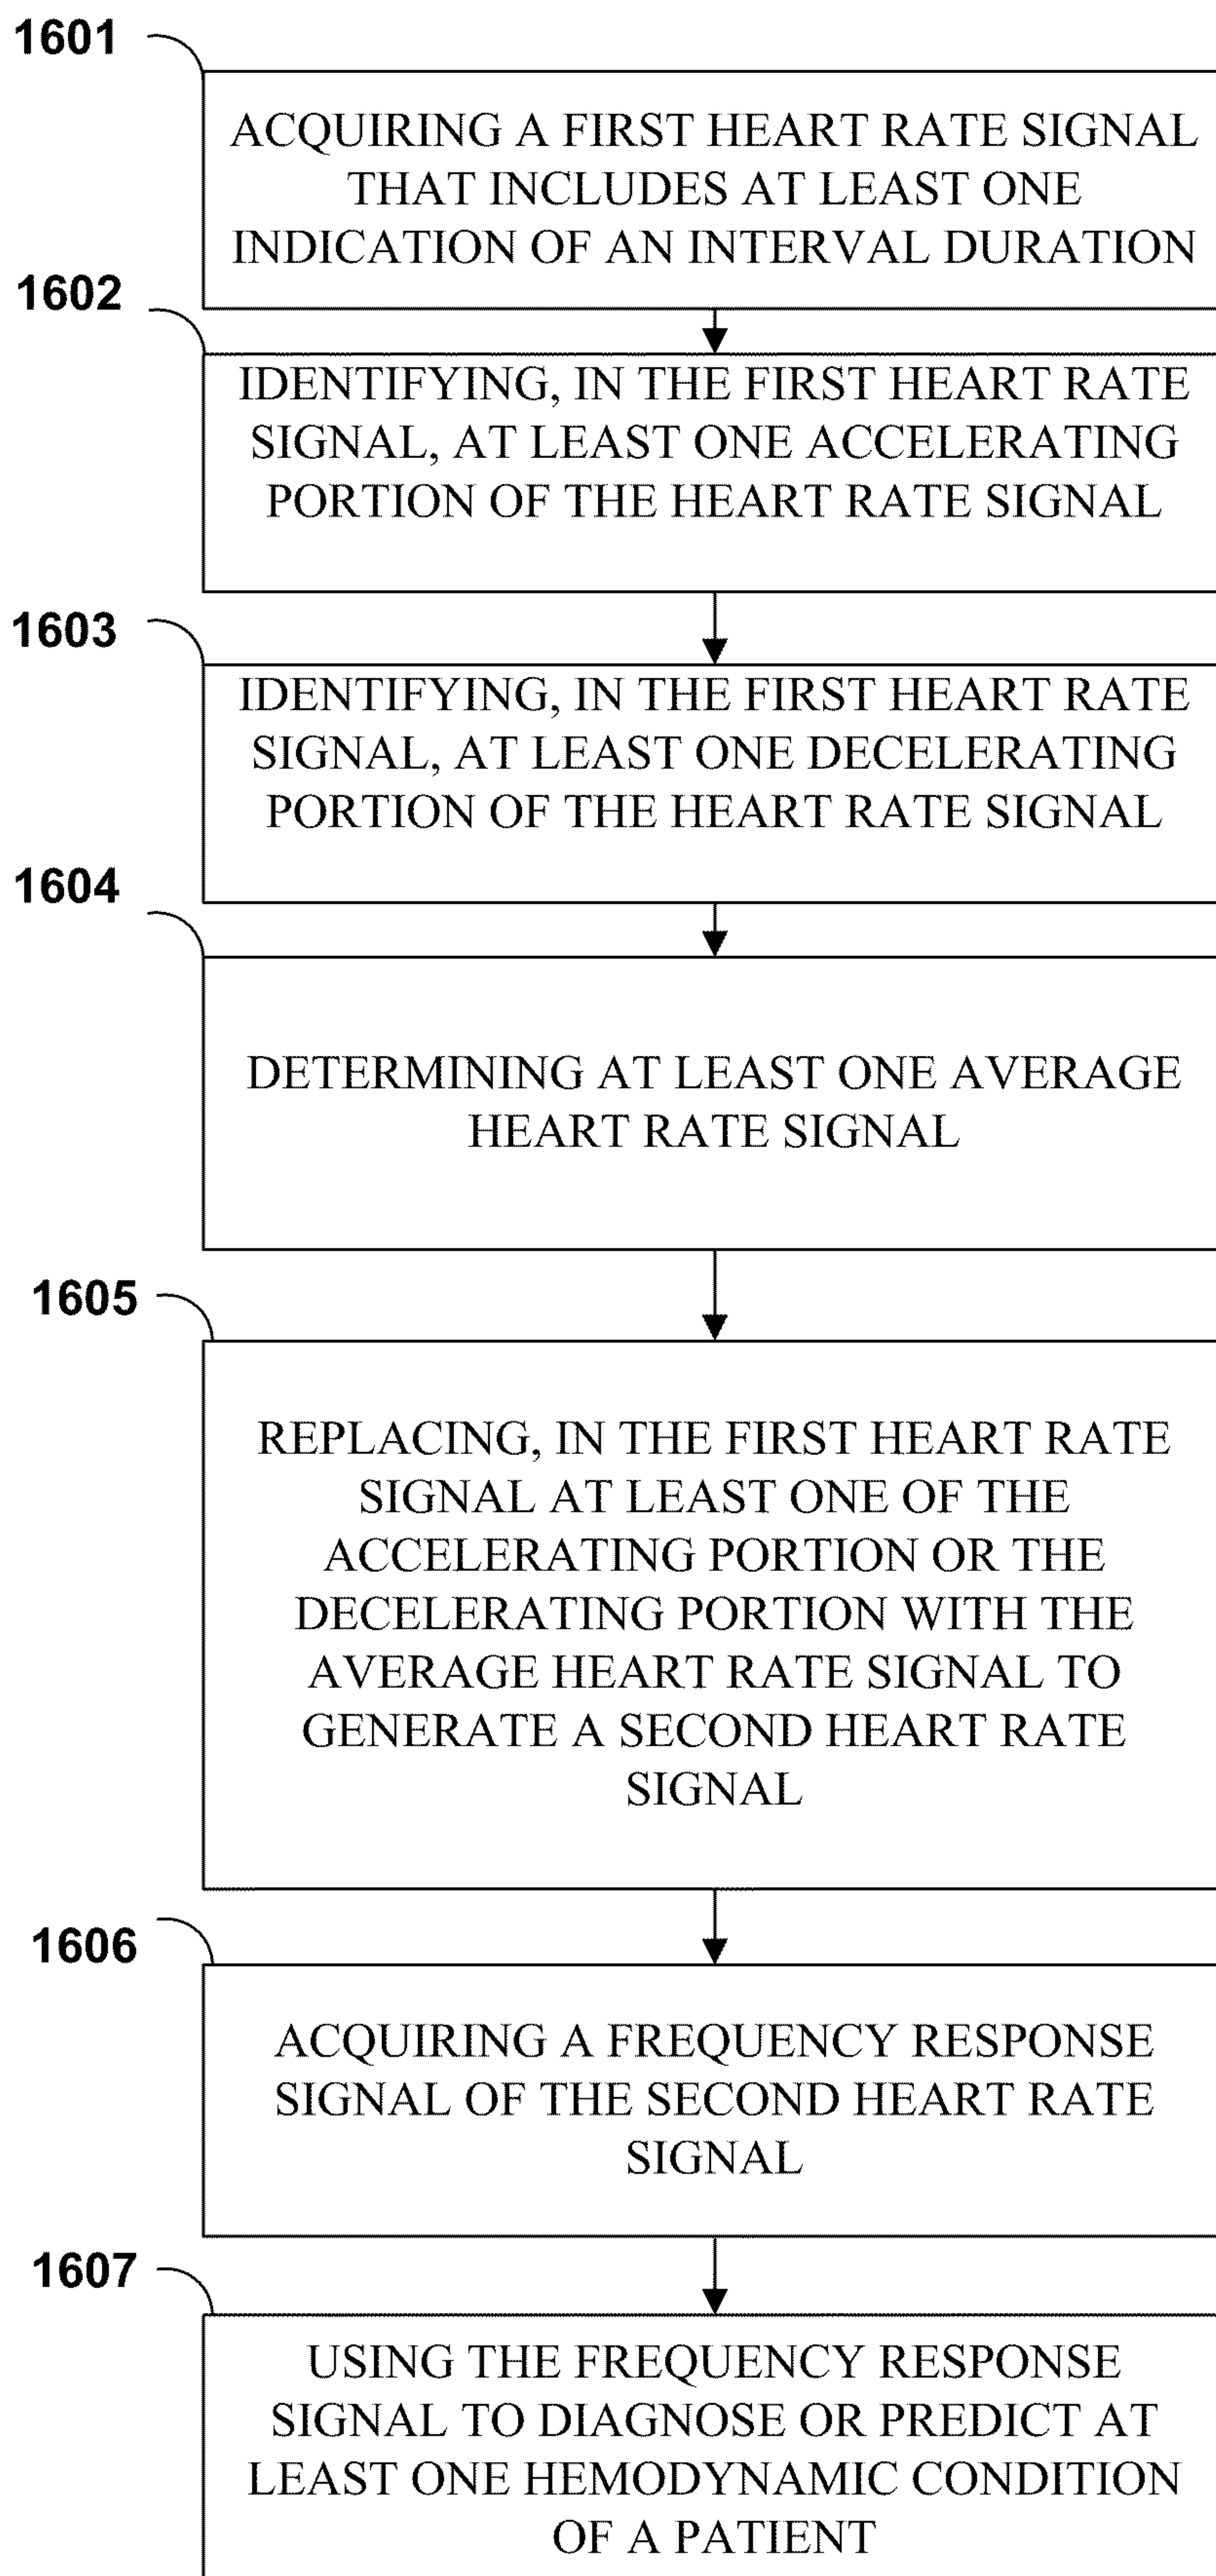 1601
ACQUIRING A FIRST HEART RATE SIGNAL
THAT INCLUDES AT LEAST ONE
INDICATION OF AN INTERVAL DURATION
1602
IDENTIFYING, IN THE FIRST HEART RATE
SIGNAL, AT LEAST ONE ACCELERATING
PORTION OF THE HEART RATE SIGNAL
1603
IDENTIFYING, IN THE FIRST HEART RATE
SIGNAL, AT LEAST ONE DECELERATING
PORTION OF THE HEART RATE SIGNAL
1604
DETERMINING AT LEAST ONE AVERAGE
HEART RATE SIGNAL
1605
REPLACING, IN THE FIRST HEART RATE
SIGNAL AT LEAST ONE OF THE
ACCELERATING PORTION OR THE
DECELERATING PORTION WITH THE
AVERAGE HEART RATE SIGNAL TO
GENERATE A SECOND HEART RATE
SIGNAL
1606
ACQUIRING A FREQUENCY RESPONSE
SIGNAL OF THE SECOND HEART RATE
SIGNAL
1607
USING THE FREQUENCY RESPONSE
SIGNAL TO DIAGNOSE OR PREDICT AT
LEAST ONE HEMODYNAMIC CONDITION
OF A PATIENT